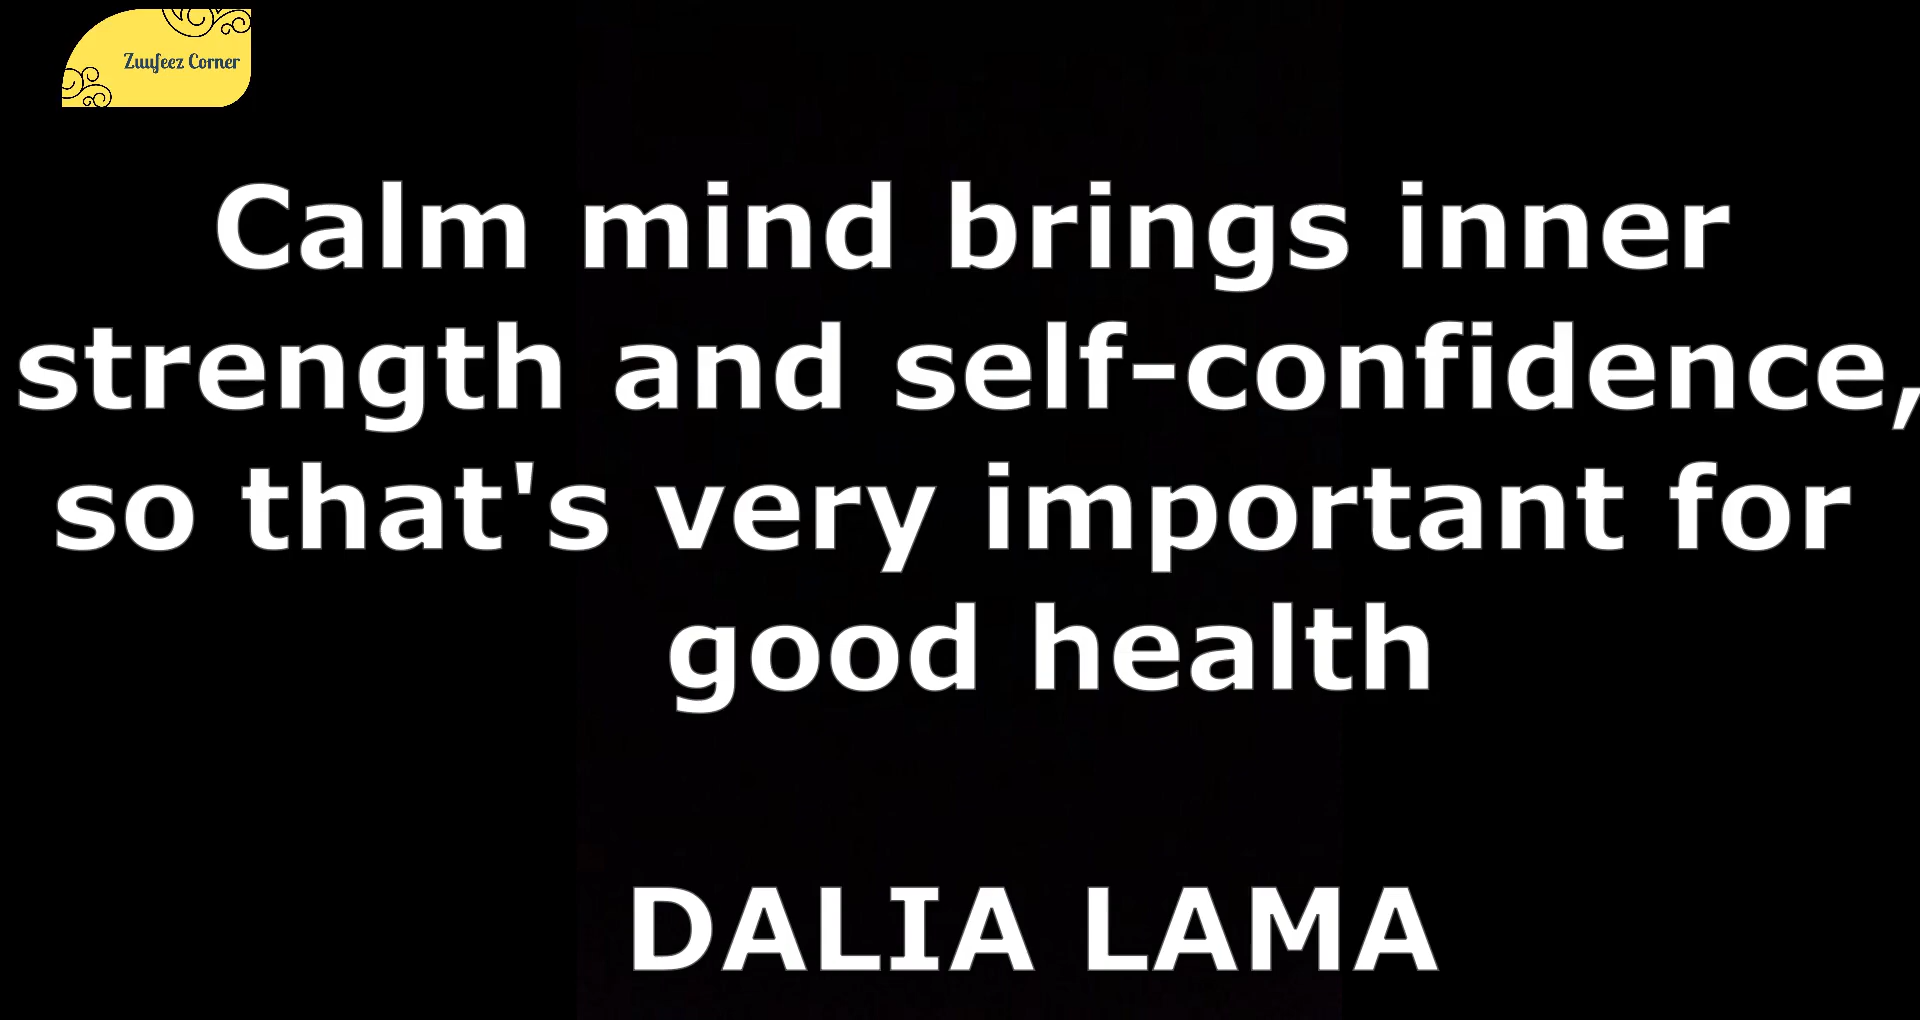 Zuufeez Corner
Calm mind brings inner
strength and self-confidence,
so that's very important for
good health
DALIA LAMA